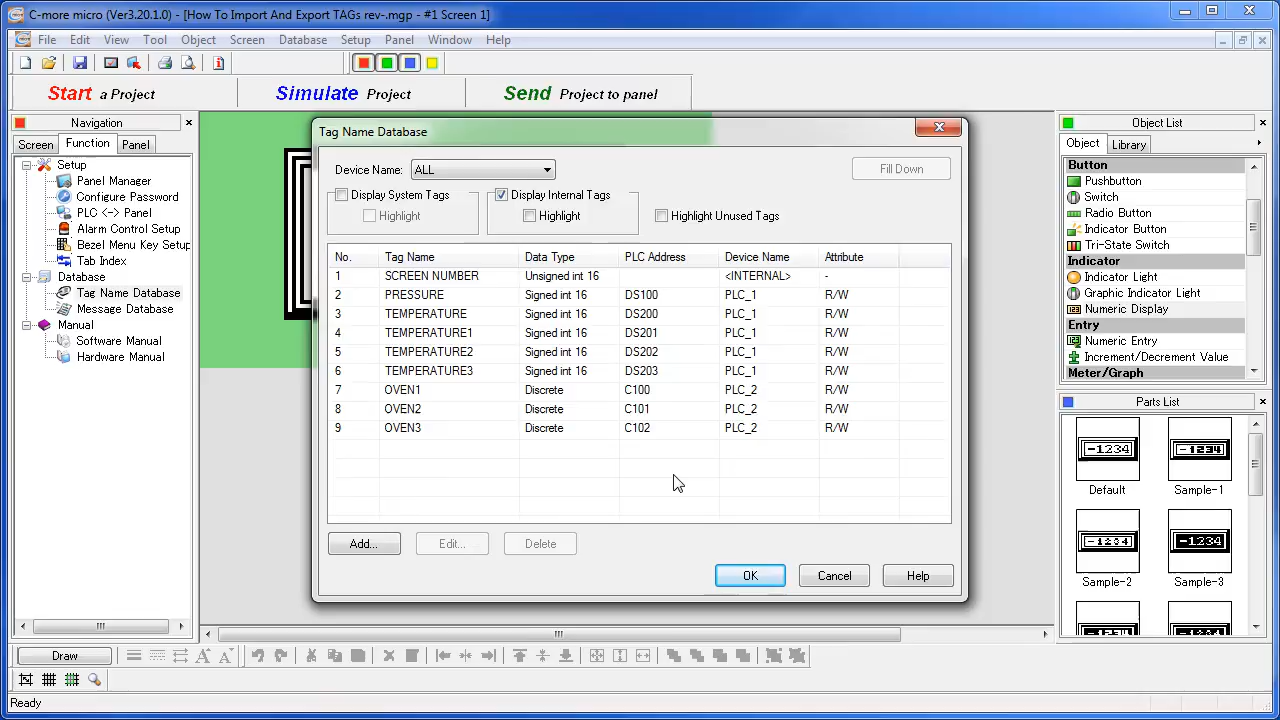 C-more micro (Ver3.20.1.0) - [How To Import And Export TAGs rev-.mgp - #1 Screen 1]
File Edit View Tool Object Screen Database Setup Panel Window Help
Start a Project Simulate Project Send Project to panel
Navigation
Screen Function Panel
Setup
Panel Manager
Configure Password
PLC <-> Panel
Alarm Control Setup
Bezel Menu Key Setup
Tab Index
Database
Tag Name Database
Message Database
Manual
Software Manual
Hardware Manual
Tag Name Database
Device Name: ALL Fill Down
Display System Tags Display Internal Tags
Highlight Highlight Highlight Unused Tags
No. Tag Name Data Type PLC Address Device Name Attribute
1 SCREEN NUMBER Unsigned int 16 <INTERNAL> -
2 PRESSURE Signed int 16 DS100 PLC_1 R/W
3 TEMPERATURE Signed int 16 DS200 PLC_1 R/W
4 TEMPERATURE1 Signed int 16 DS201 PLC_1 R/W
5 TEMPERATURE2 Signed int 16 DS202 PLC_1 R/W
6 TEMPERATURE3 Signed int 16 DS203 PLC_1 R/W
7 OVEN1 Discrete C100 PLC_2 R/W
8 OVEN2 Discrete C101 PLC_2 R/W
9 OVEN3 Discrete C102 PLC_2 R/W
Add... Edit... Delete
OK Cancel Help
Object List
Object Library
Button
Pushbutton
Switch
Radio Button
Indicator Button
Tri-State Switch
Indicator
Indicator Light
Graphic Indicator Light
Numeric Display
Entry
Numeric Entry
Increment/Decrement Value
Meter/Graph
Parts List
-1234 -1234
Default Sample-1
-1234 -1234
Sample-2 Sample-3
Draw
Ready